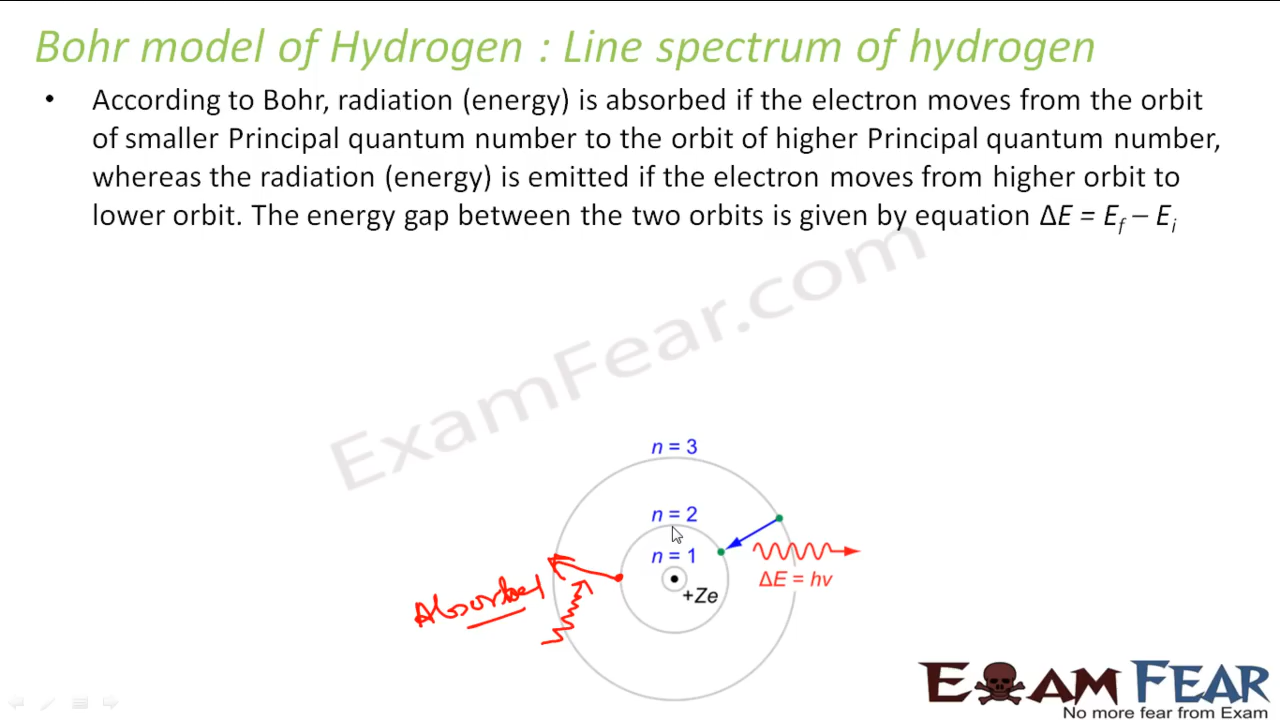 Bohr model of Hydrogen : Line spectrum of hydrogen
• According to Bohr, radiation (energy) is absorbed if the electron moves from the orbit
of smaller Principal quantum number to the orbit of higher Principal quantum number,
whereas the radiation (energy) is emitted if the electron moves from higher orbit to
lower orbit. The energy gap between the two orbits is given by equation ΔE = E_f – E_i
ExamFear.com
n = 3
n = 2
n = 1
+Ze
ΔE = hv
Absorbed
EXAM FEAR
No more fear from Exam